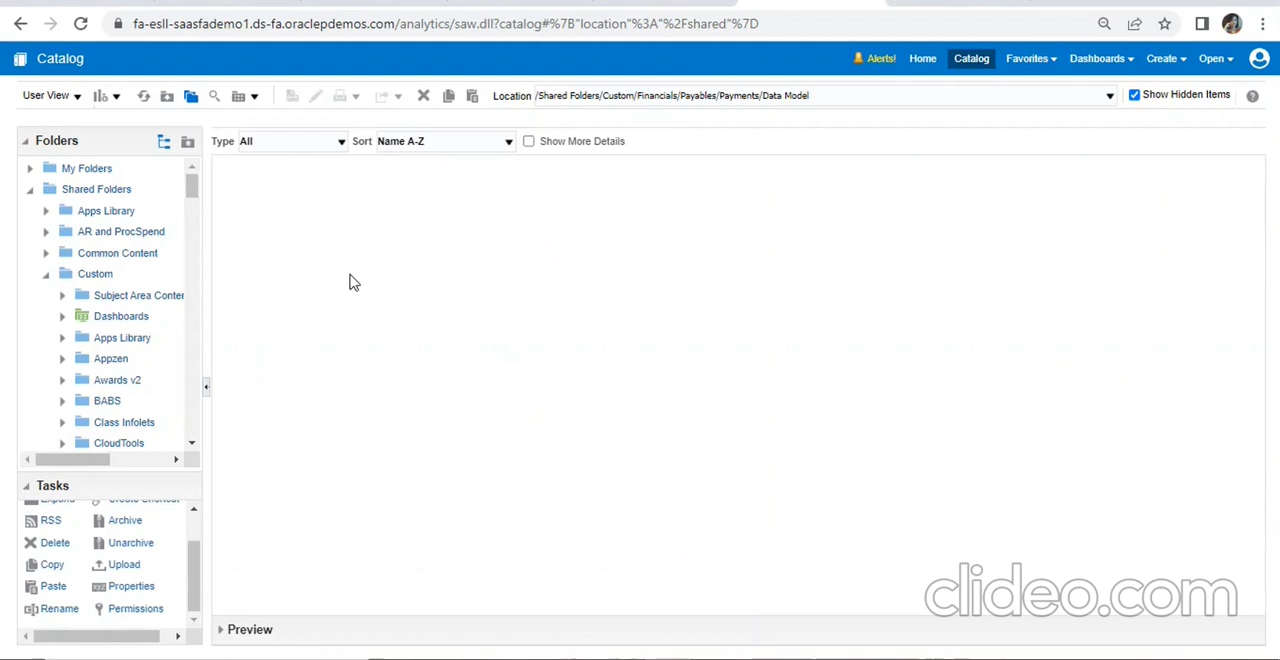 fa-esll-saasfademo1.ds-fa.oraclepdemos.com/analytics/saw.dll?catalog#%7B"location"%3A"%2Fshared"%7D
Catalog
Alerts! Home Catalog Favorites Dashboards Create Open
User View Location /Shared Folders/Custom/Financials/Payables/Payments/Data Model Show Hidden Items
Folders Type All Sort Name A-Z Show More Details
My Folders
Shared Folders
Apps Library
AR and ProcSpend
Common Content
Custom
Subject Area Conter
Dashboards
Apps Library
Appzen
Awards v2
BABS
Class Infolets
CloudTools
Tasks
Expand Create Shortcut
RSS Archive
Delete Unarchive
Copy Upload
Paste Properties
Rename Permissions
Preview
clideo.com